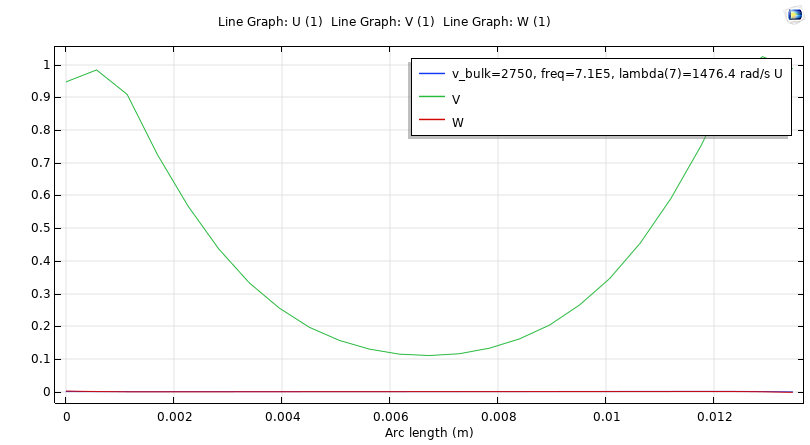 Line Graph: U (1) Line Graph: V (1) Line Graph: W (1)
v_bulk=2750, freq=7.1E5, lambda(7)=1476.4 rad/s U
V
W
1
0.9
0.8
0.7
0.6
0.5
0.4
0.3
0.2
0.1
0
0 0.002 0.004 0.006 0.008 0.01 0.012
Arc length (m)